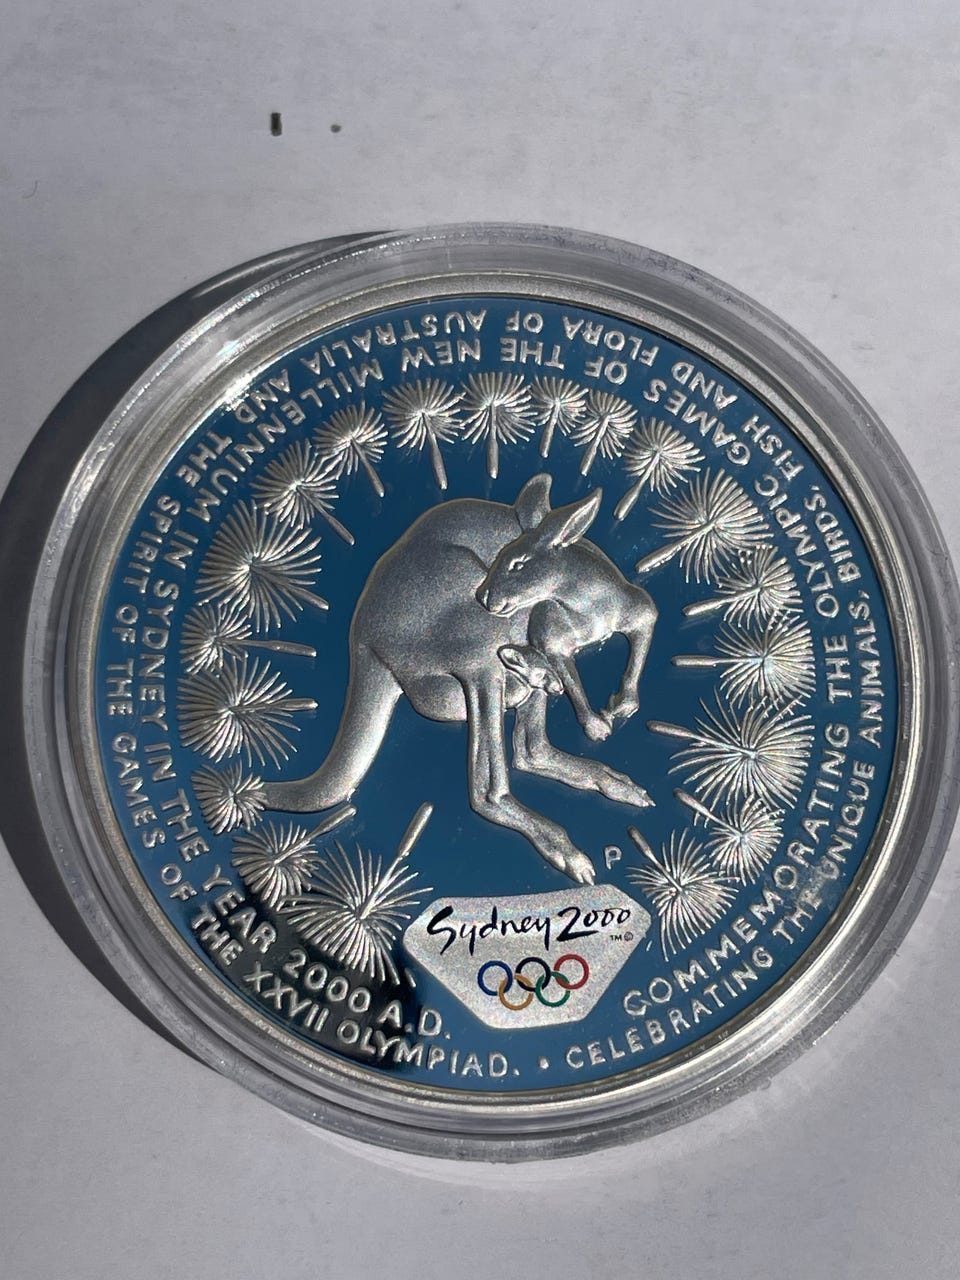 COMMEMORATING THE OLYMPIC GAMES OF THE NEW MILLENNIUM IN SYDNEY IN THE YEAR 2000 A.D.
CELEBRATING THE UNIQUE ANIMALS, BIRDS, FISH AND FLORA OF AUSTRALIA AND THE SPIRIT OF THE GAMES OF THE XXVII OLYMPIAD. •
P
Sydney 2000
TM ©